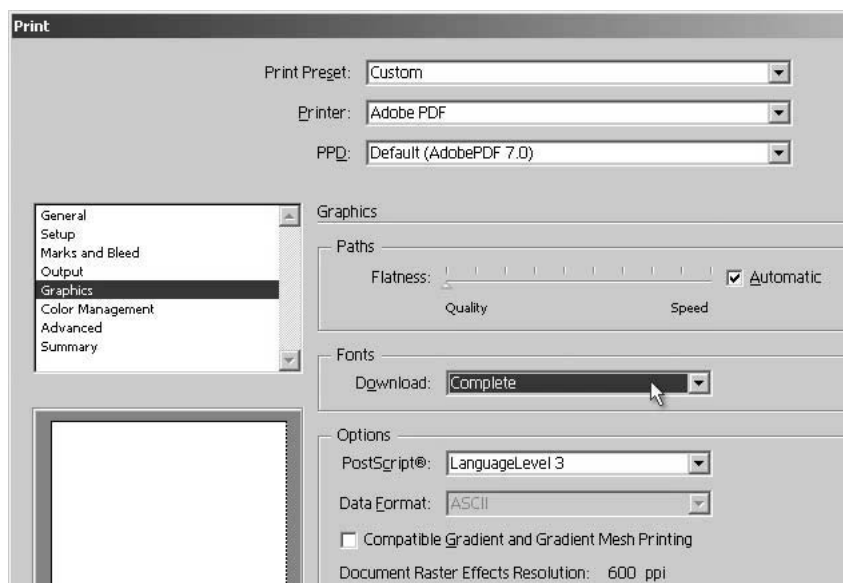 Print
Print Preset: Custom
Printer: Adobe PDF
PPD: Default (AdobePDF 7.0)
General
Setup
Marks and Bleed
Output
Graphics
Color Management
Advanced
Summary
Graphics
Paths
Flatness: Automatic
Quality Speed
Fonts
Download: Complete
Options
PostScript®: LanguageLevel 3
Data Format: ASCII
Compatible Gradient and Gradient Mesh Printing
Document Raster Effects Resolution: 600 ppi